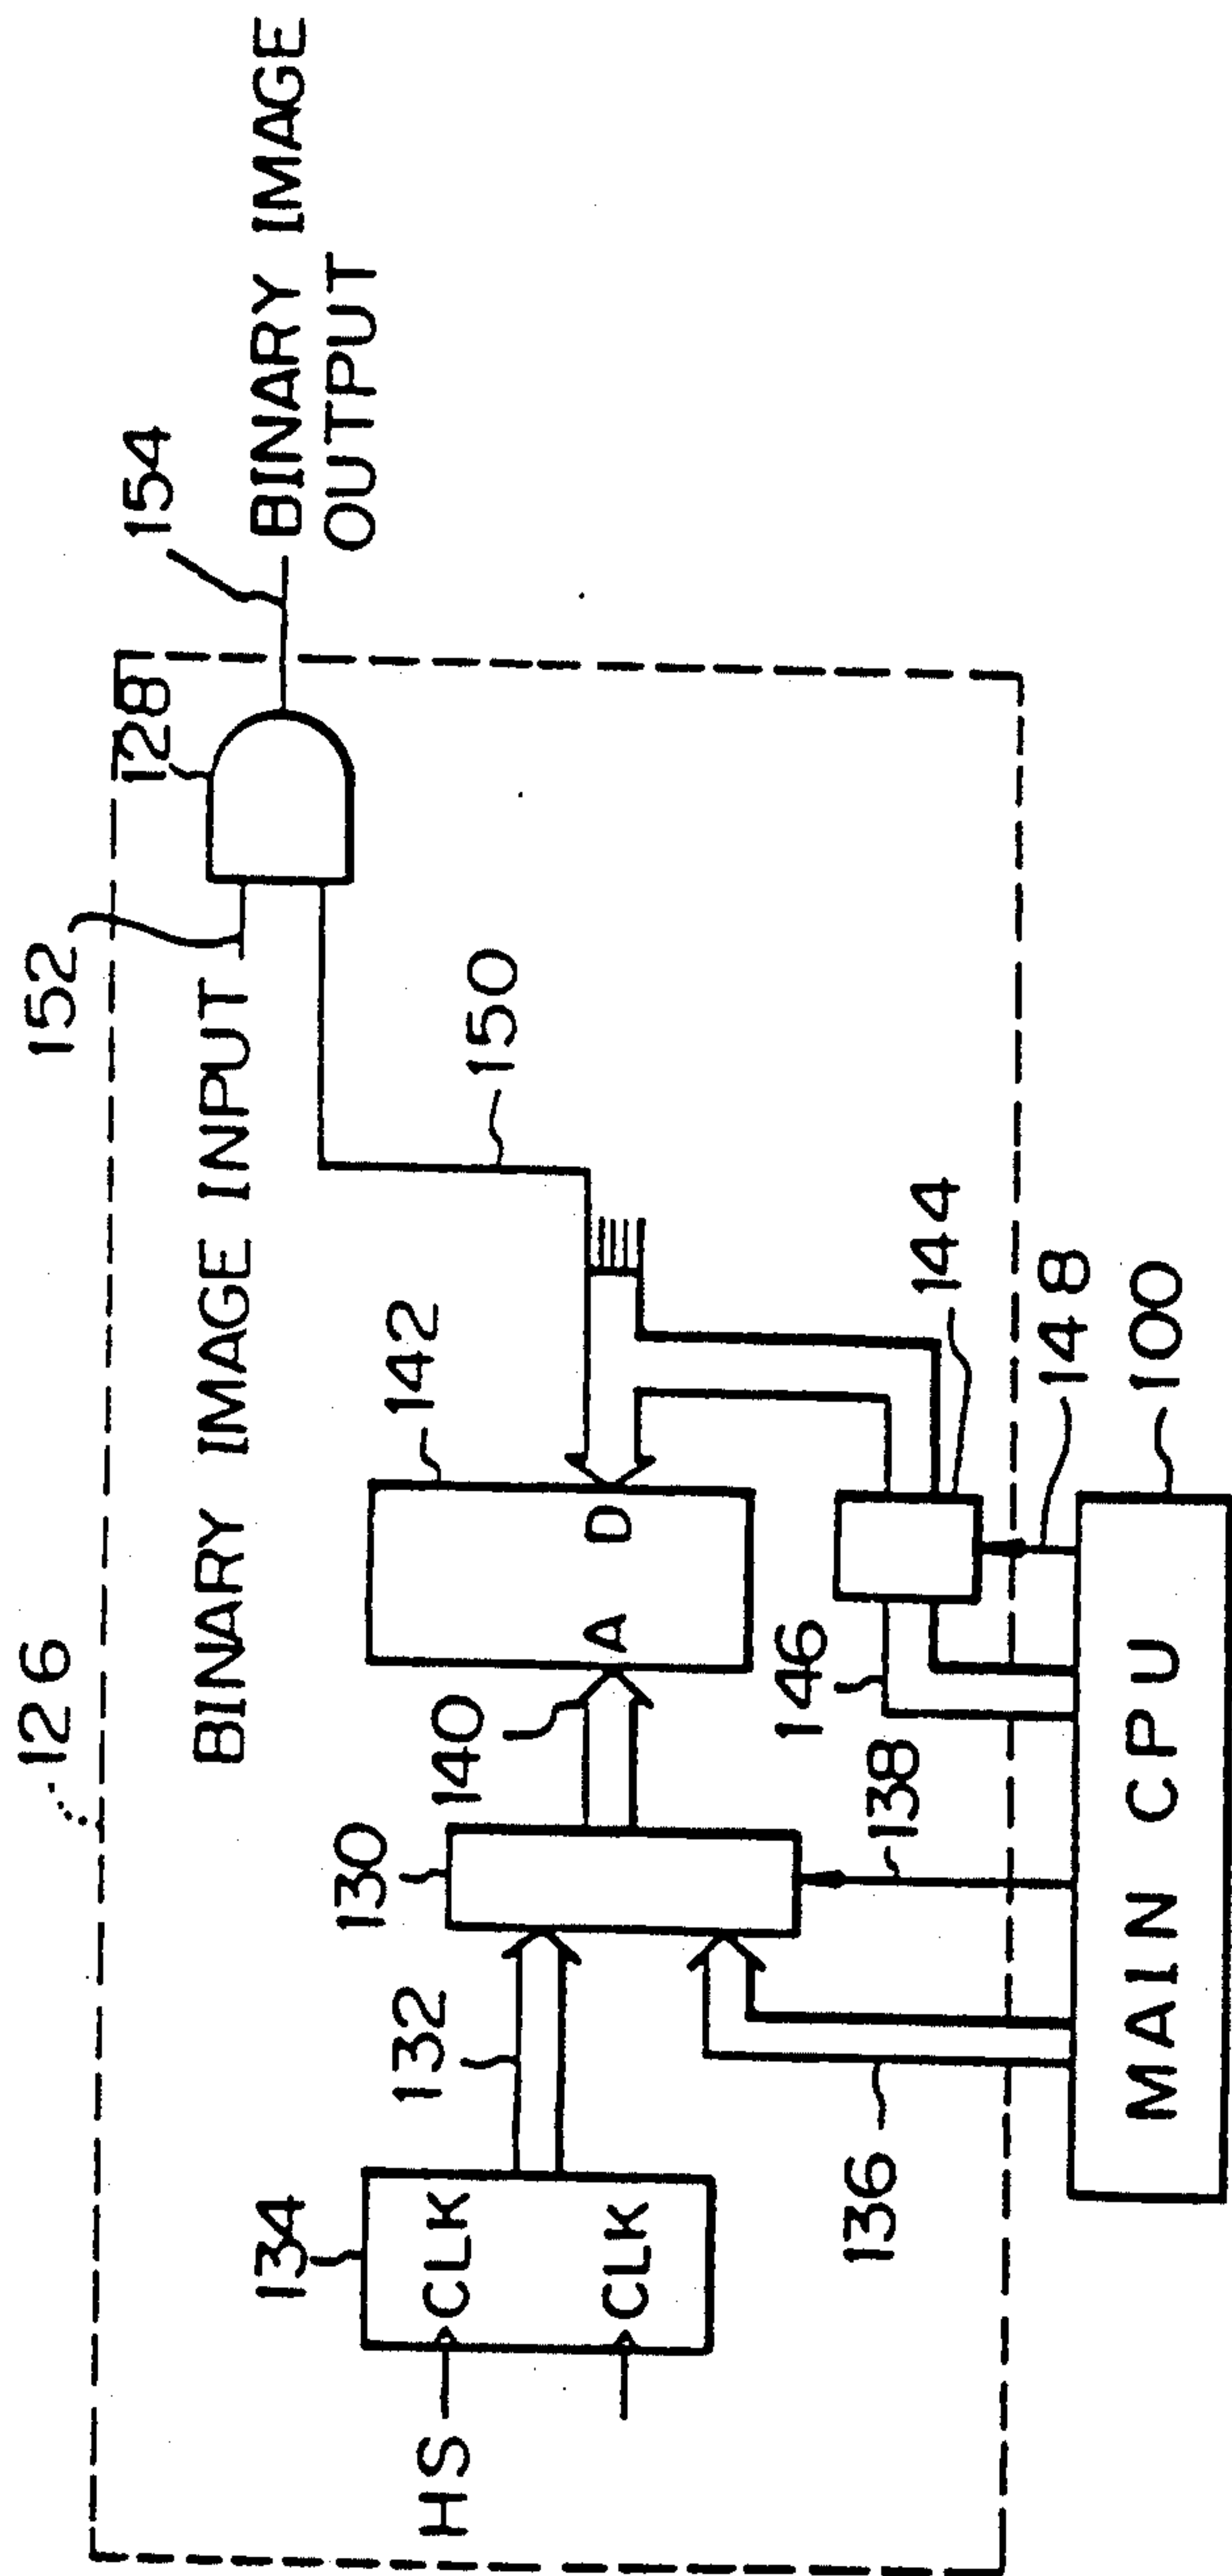 126
152
128
154
BINARY IMAGE INPUT
BINARY IMAGE
OUTPUT
134
132
130
140
142
150
HS
CLK
CLK
A
D
136
138
146
144
148
MAIN CPU
100